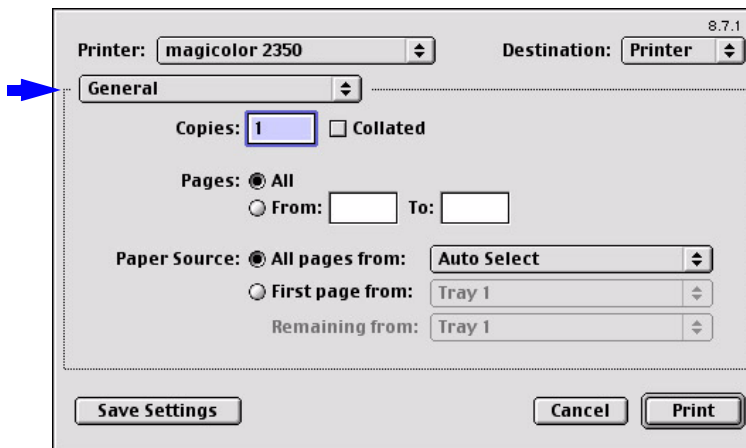 8.7.1
Printer: magicolor 2350 Destination: Printer
General
Copies: 1 Collated
Pages: All
From: To:
Paper Source: All pages from: Auto Select
First page from: Tray 1
Remaining from: Tray 1
Save Settings Cancel Print